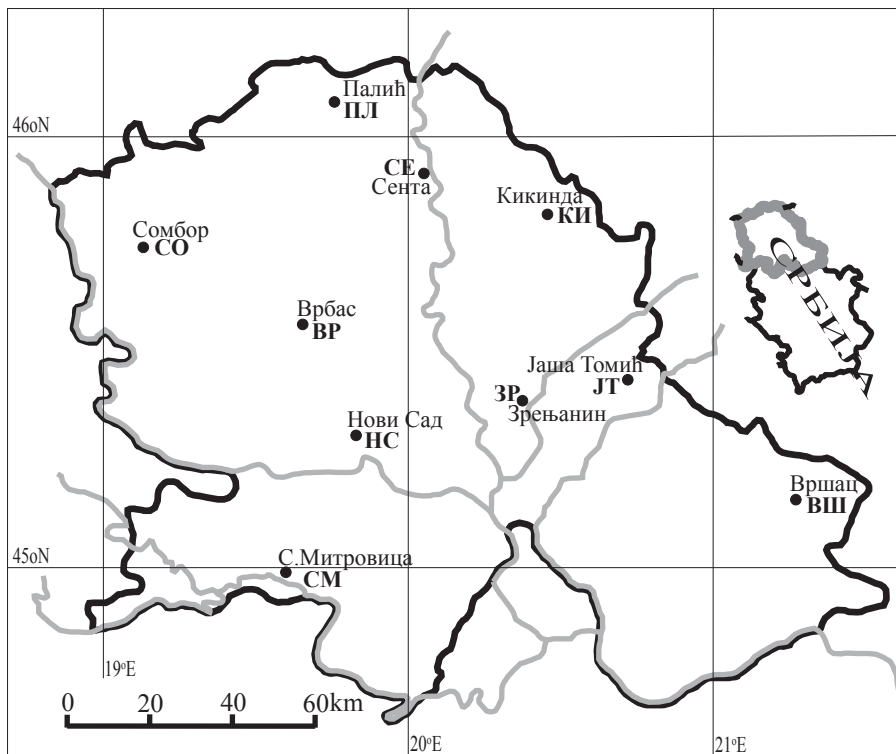 Палић
ПЛ
46oN
СЕ
Сента
Кикинда
КИ
Сомбор
СО
СРБИЈА
Врбас
ВР
Јаша Томић
ЈТ
ЗР
Зрењанин
Нови Сад
НС
Вршац
ВШ
45oN
С.Митровица
СМ
19ºE
0 20 40 60km
20ºE
21ºE